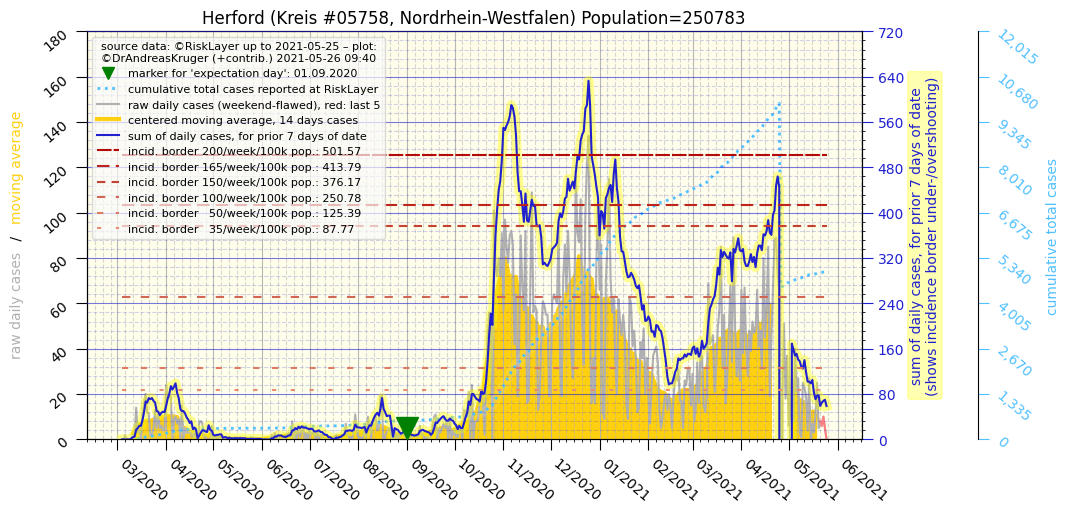 Herford (Kreis #05758, Nordrhein-Westfalen) Population=250783
source data: ©RiskLayer up to 2021-05-25 – plot:
©DrAndreasKruger (+contrib.) 2021-05-26 09:40
marker for 'expectation day': 01.09.2020
cumulative total cases reported at RiskLayer
raw daily cases (weekend-flawed), red: last 5
centered moving average, 14 days cases
sum of daily cases, for prior 7 days of date
incid. border 200/week/100k pop.: 501.57
incid. border 165/week/100k pop.: 413.79
incid. border 150/week/100k pop.: 376.17
incid. border 100/week/100k pop.: 250.78
incid. border   50/week/100k pop.: 125.39
incid. border   35/week/100k pop.: 87.77
raw daily cases / moving average
180
160
140
120
100
80
60
40
20
0
720
640
560
480
400
320
240
160
80
0
sum of daily cases, for prior 7 days of date
(shows incidence border under-/overshooting)
12,015
10,680
9,345
8,010
6,675
5,340
4,005
2,670
1,335
0
cumulative total cases
03/2020
04/2020
05/2020
06/2020
07/2020
08/2020
09/2020
10/2020
11/2020
12/2020
01/2021
02/2021
03/2021
04/2021
05/2021
06/2021